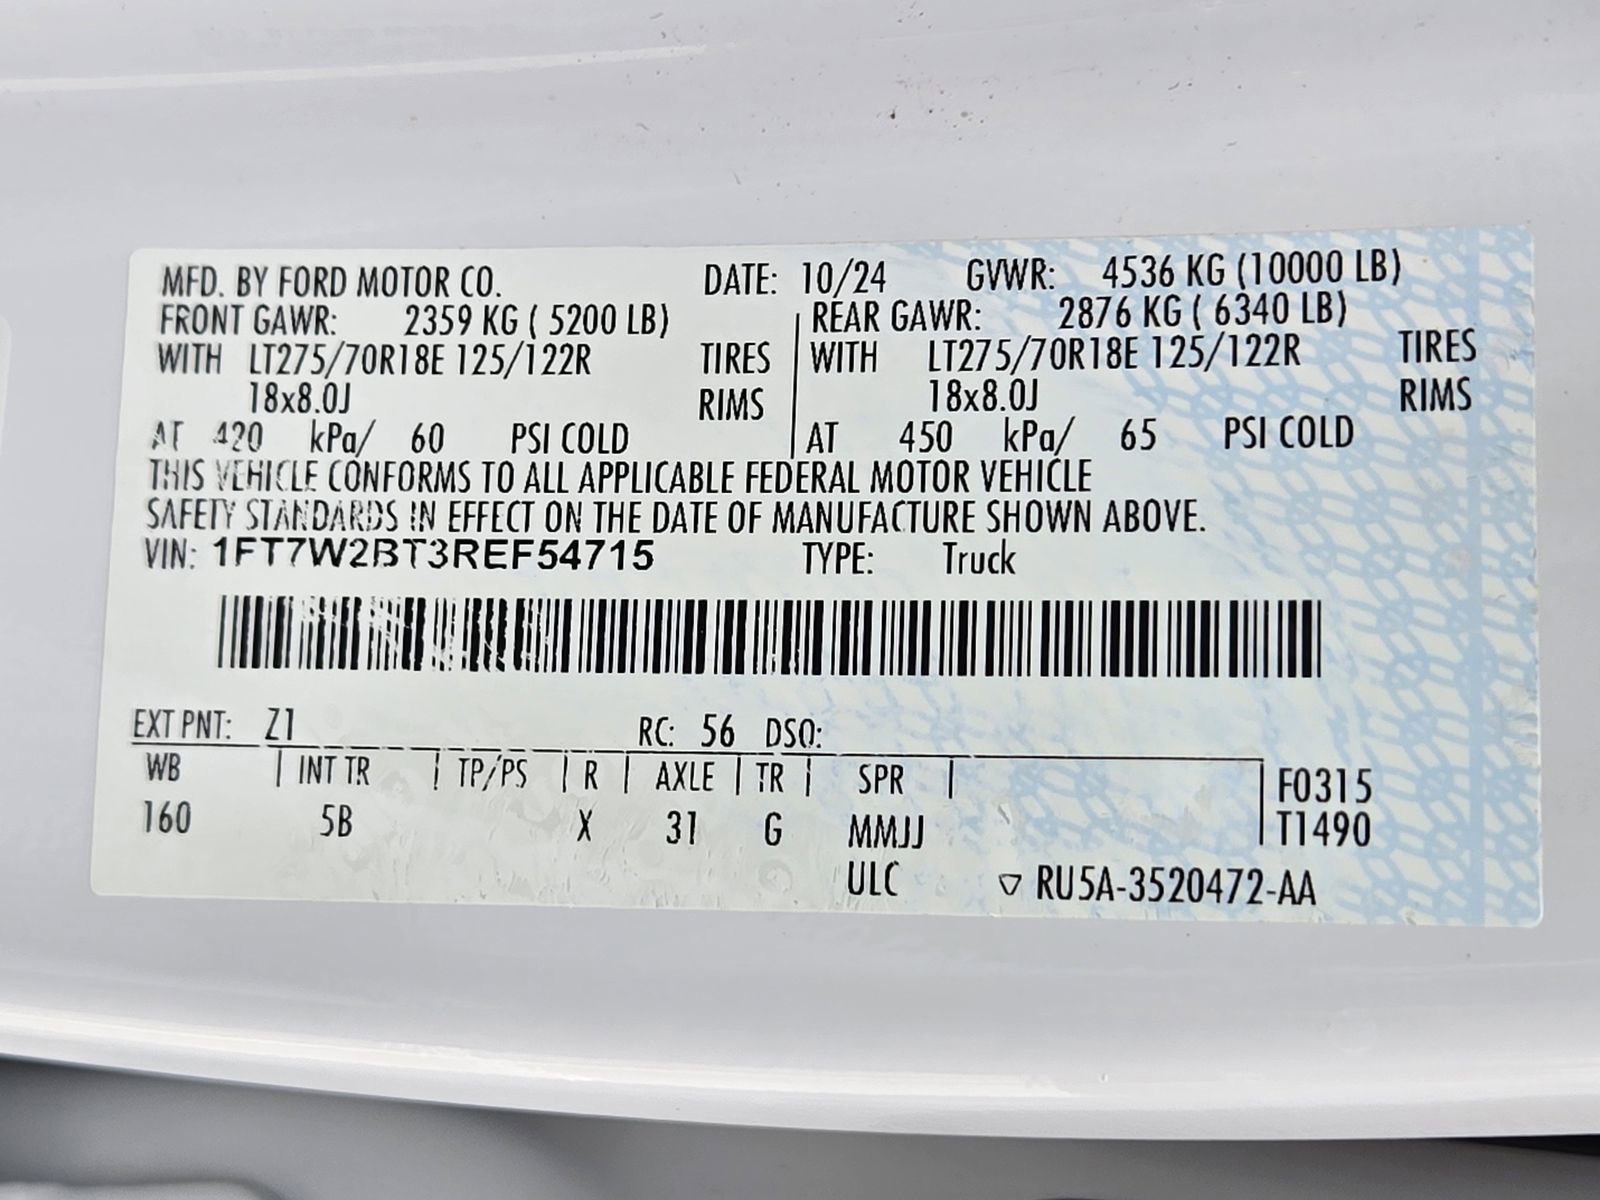 MFD. BY FORD MOTOR CO. DATE: 10/24 GVWR: 4536 KG (10000 LB)
FRONT GAWR: 2359 KG ( 5200 LB) REAR GAWR: 2876 KG ( 6340 LB)
WITH LT275/70R18E 125/122R TIRES WITH LT275/70R18E 125/122R TIRES
18x8.0J RIMS 18x8.0J RIMS
AT 420 kPa/ 60 PSI COLD AT 450 kPa/ 65 PSI COLD
THIS VEHICLE CONFORMS TO ALL APPLICABLE FEDERAL MOTOR VEHICLE
SAFETY STANDARDS IN EFFECT ON THE DATE OF MANUFACTURE SHOWN ABOVE.
VIN: 1FT7W2BT3REF54715 TYPE: Truck
EXT PNT: Z1 RC: 56 DSO:
WB INT TR TP/PS R AXLE TR SPR F0315
160 5B X 31 G MMJJ T1490
ULC RU5A-3520472-AA